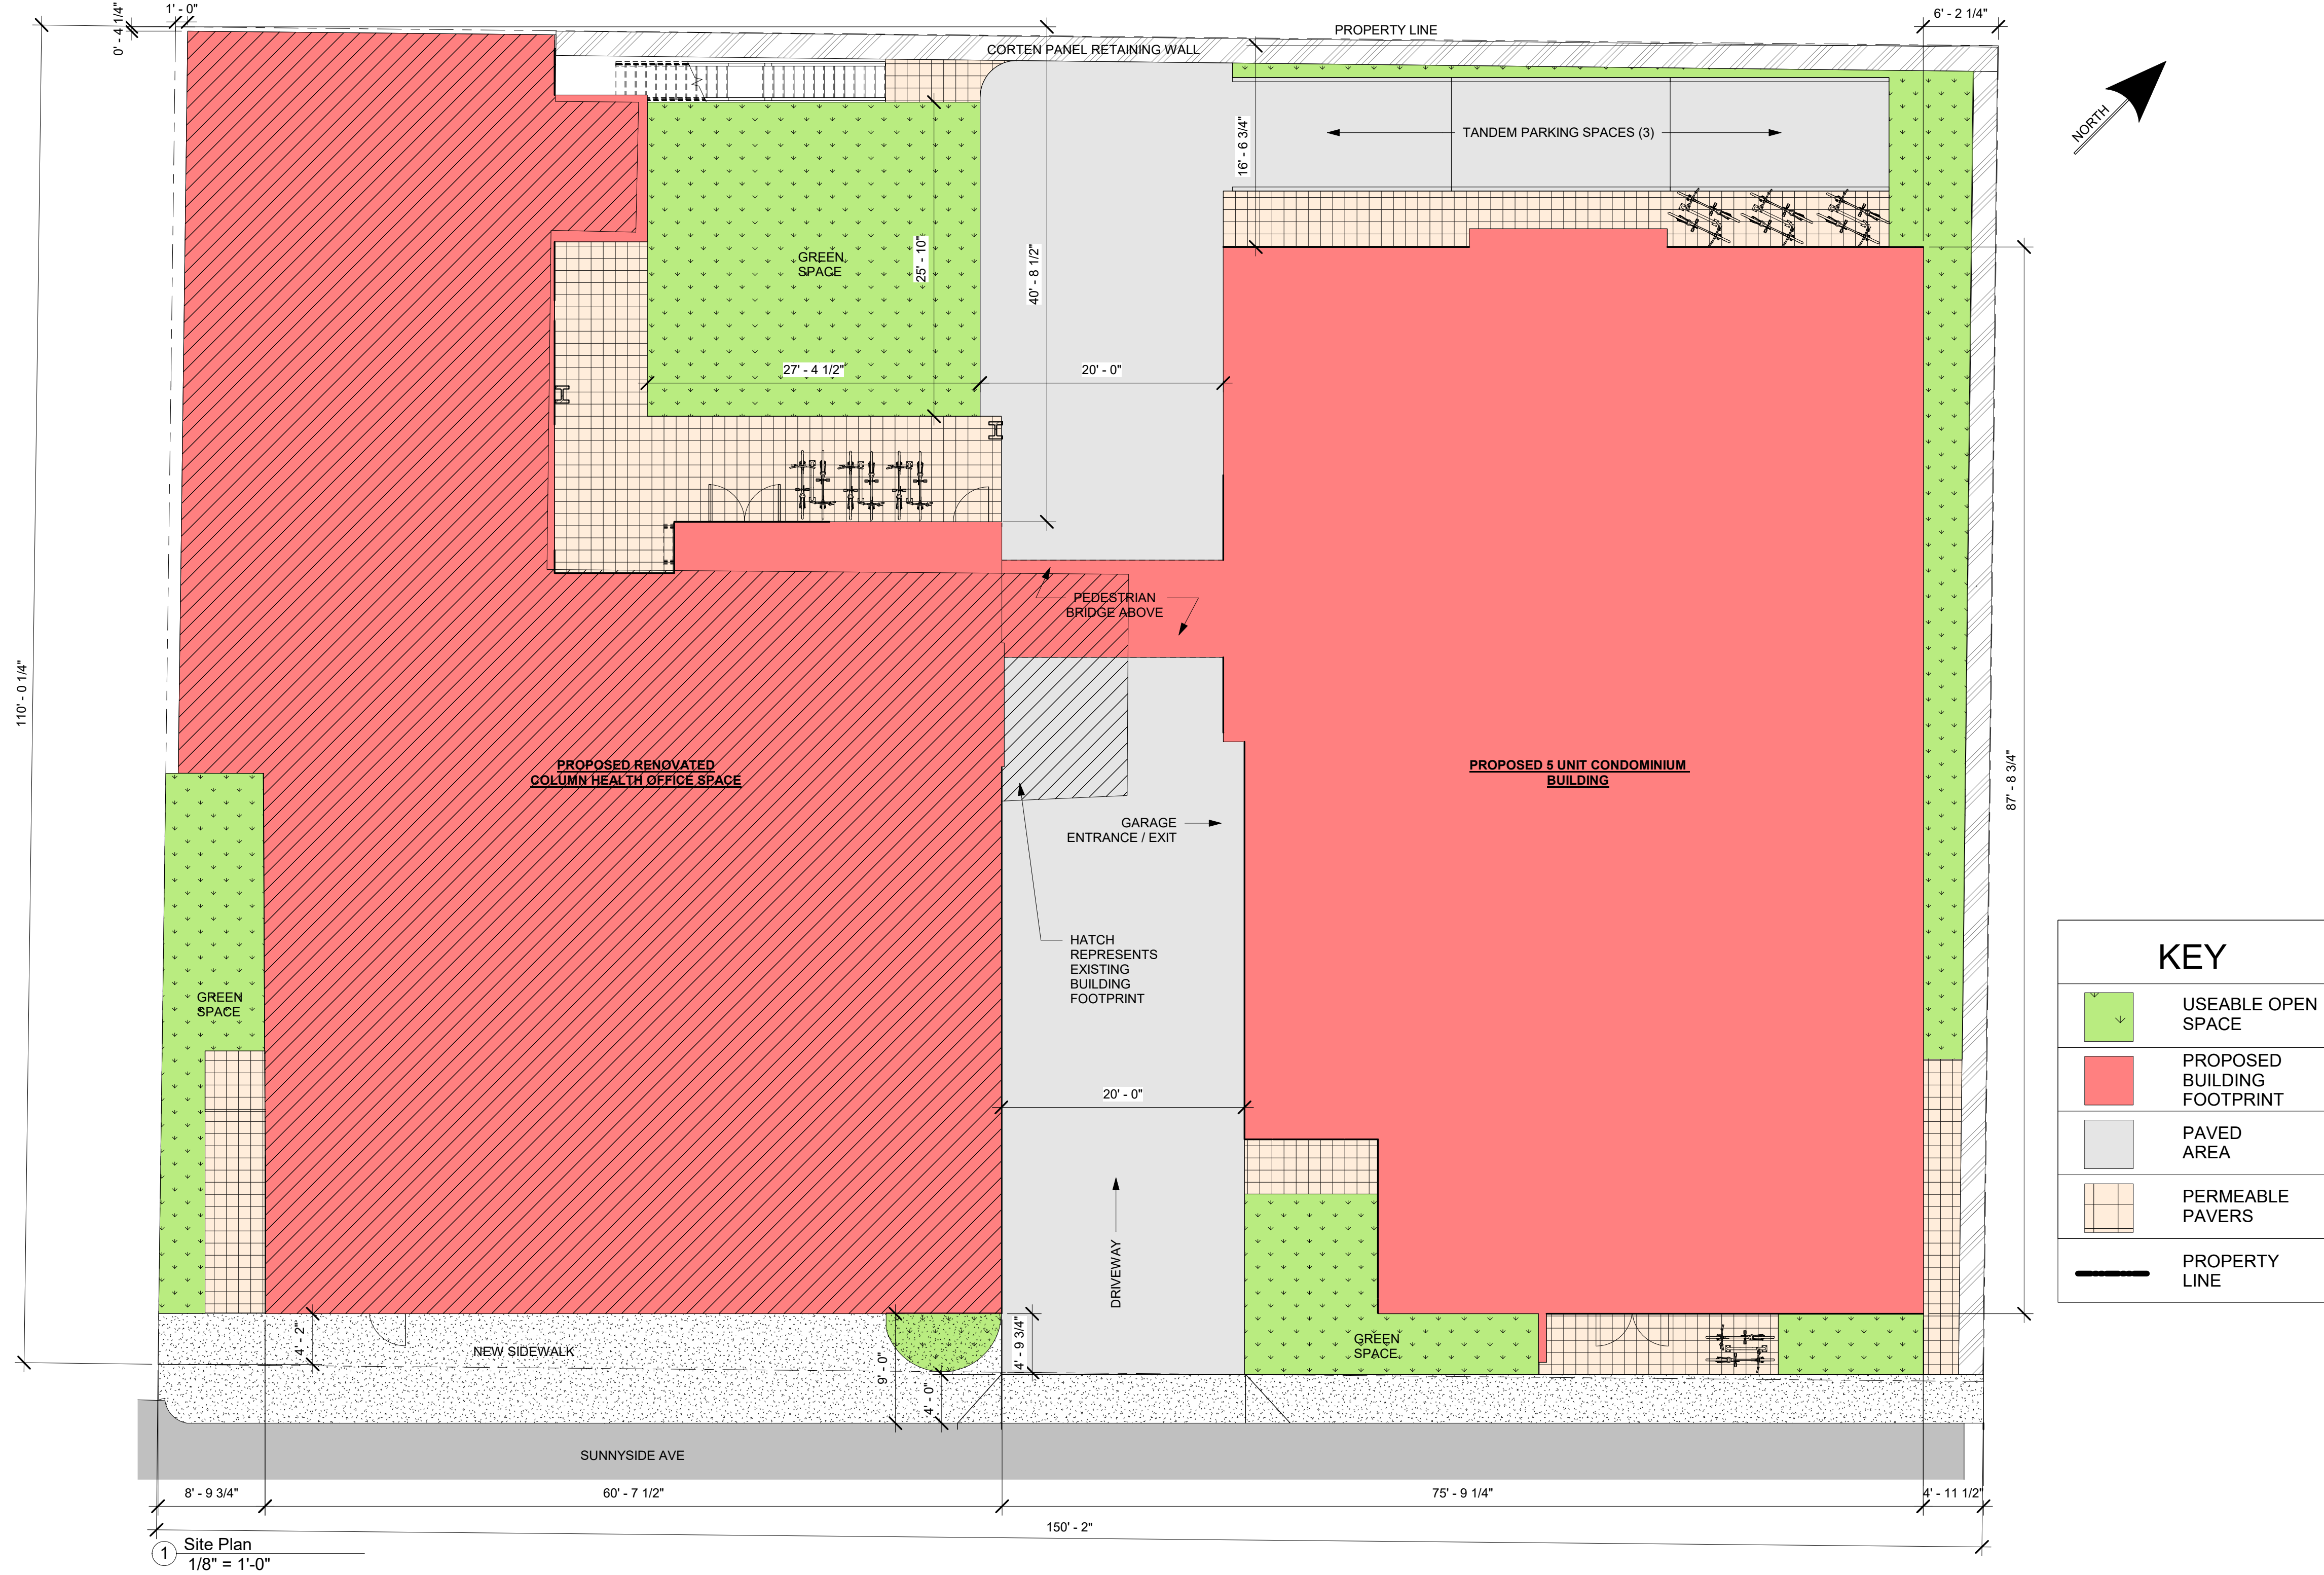 1' - 0"
6' - 2 1/4"
0' - 4 1/4"
PROPERTY LINE
CORTEN PANEL RETAINING WALL
NORTH
16' - 6 3/4"
TANDEM PARKING SPACES (3)
GREEN
SPACE
25' - 10"
40' - 8 1/2"
27' - 4 1/2"
20' - 0"
PEDESTRIAN
BRIDGE ABOVE
110' - 0 1/4"
PROPOSED RENOVATED
COLUMN HEALTH OFFICE SPACE
PROPOSED 5 UNIT CONDOMINIUM
BUILDING
87' - 8 3/4"
GARAGE
ENTRANCE / EXIT
HATCH
REPRESENTS
EXISTING
BUILDING
FOOTPRINT
GREEN
SPACE
20' - 0"
DRIVEWAY
KEY
USEABLE OPEN
SPACE
PROPOSED
BUILDING
FOOTPRINT
PAVED
AREA
PERMEABLE
PAVERS
PROPERTY
LINE
4' - 2"
NEW SIDEWALK
9' - 0"
4' - 0"
4' - 9 3/4"
GREEN
SPACE
SUNNYSIDE AVE
8' - 9 3/4"
60' - 7 1/2"
75' - 9 1/4"
4' - 11 1/2"
150' - 2"
1 Site Plan
1/8" = 1'-0"